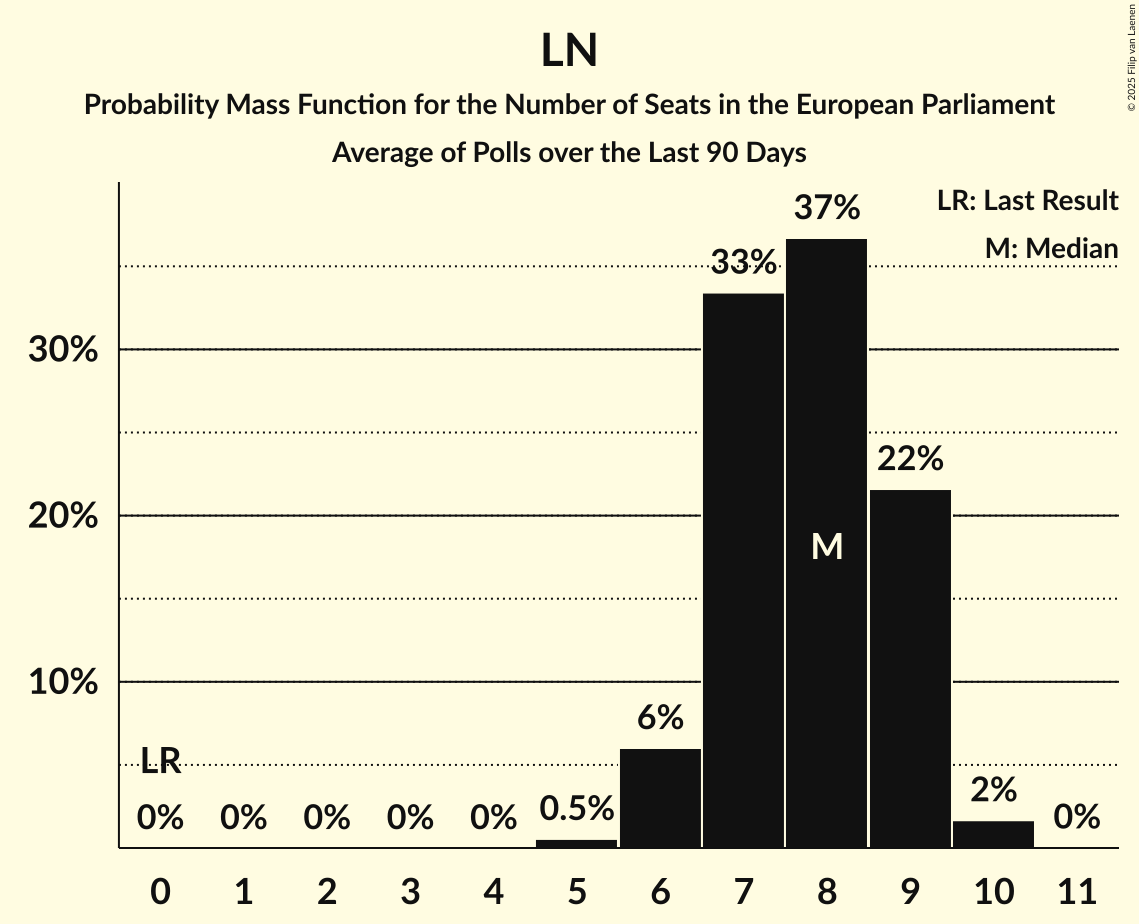 LN
Probability Mass Function for the Number of Seats in the European Parliament
Average of Polls over the Last 90 Days
© 2025 Filip van Laenen
LR: Last Result
M: Median
37%
33%
30%
22%
20%
M
10%
6%
LR
2%
0% 0% 0% 0% 0% 0.5% 0%
0 1 2 3 4 5 6 7 8 9 10 11